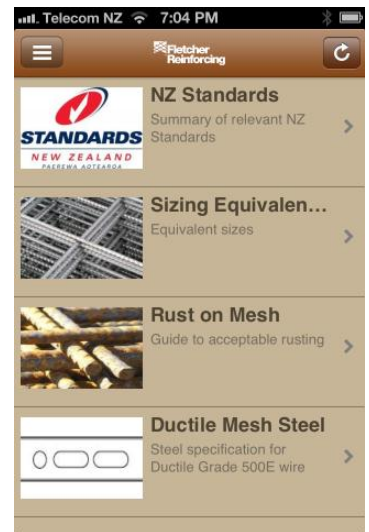 Telecom NZ 7:04 PM
Fletcher
Reinforcing
NZ Standards
Summary of relevant NZ
Standards
STANDARDS
NEW ZEALAND
PAEREWA AOTEAROA
Sizing Equivalen...
Equivalent sizes
Rust on Mesh
Guide to acceptable rusting
Ductile Mesh Steel
Steel specification for
Ductile Grade 500E wire